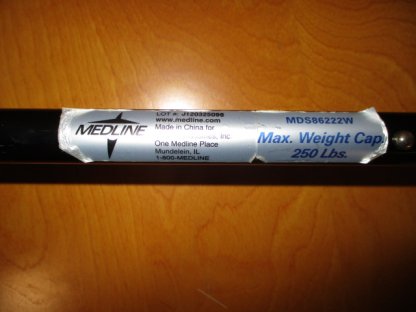 LOT #: J120325096
www.medline.com
MEDLINE
Made in China for
Inc
One Medline Place
Mundelein, IL
1-800-MEDLINE
MDS86222W
Max. Weight Cap.
250 Lbs.